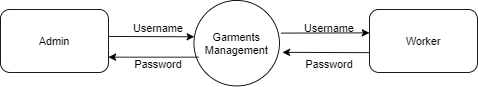 Admin
Username
Password
Garments
Management
Username
Password
Worker